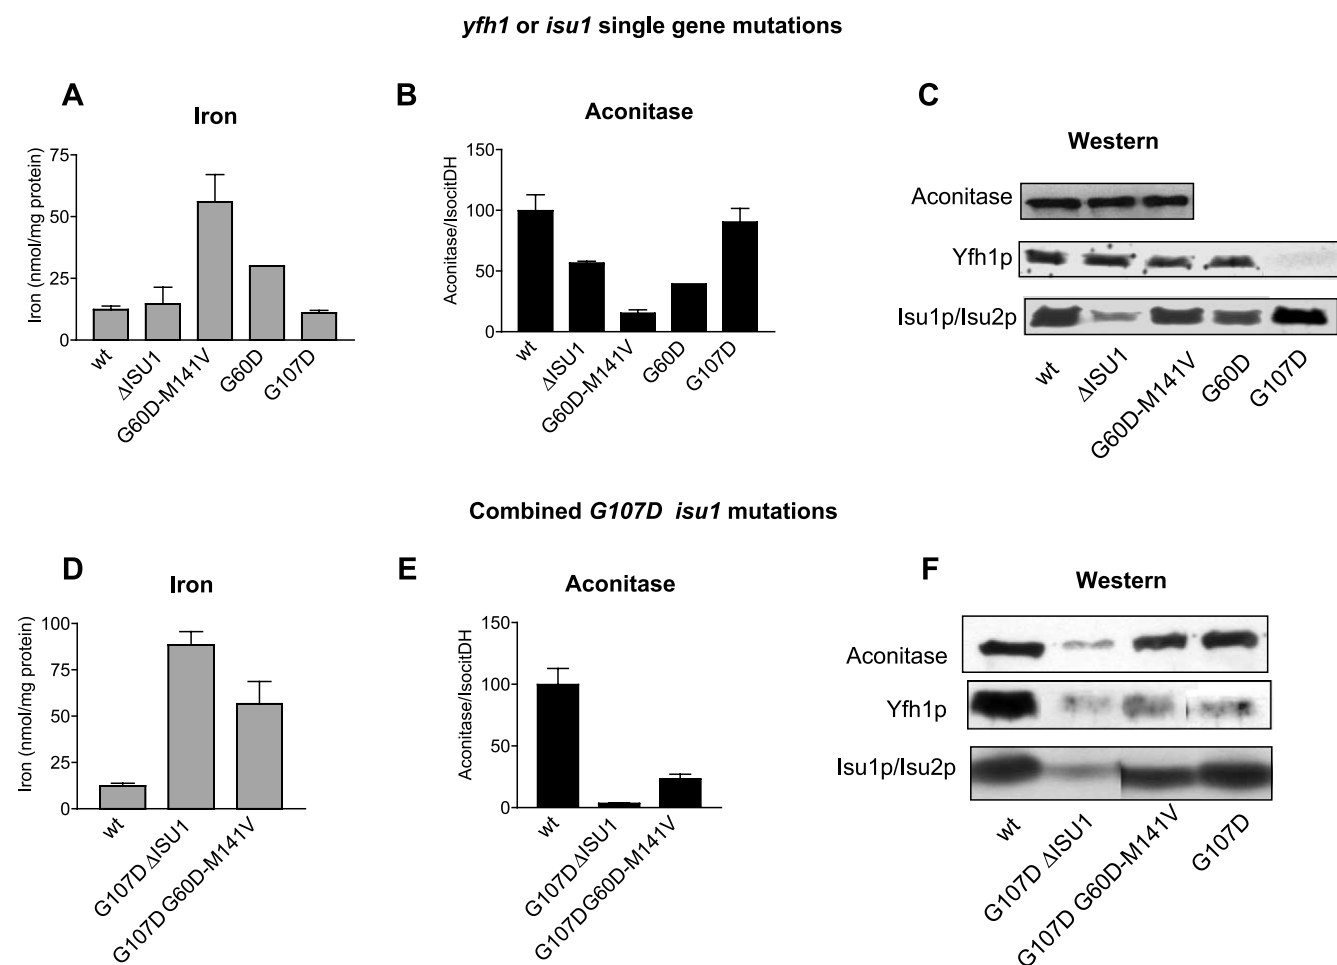 yfh1 or isu1 single gene mutations
A
Iron
Iron (nmol/mg protein)
75
50
25
0
wt
ΔISU1
G60D-M141V
G60D
G107D
B
Aconitase
Aconitase/IsocitDH
150
100
50
0
wt
ΔISU1
G60D-M141V
G60D
G107D
C
Western
Aconitase
Yfh1p
Isu1p/Isu2p
wt
ΔISU1
G60D-M141V
G60D
G107D
Combined G107D isu1 mutations
D
Iron
Iron (nmol/mg protein)
100
75
50
25
0
wt
G107D ΔISU1
G107D G60D-M141V
E
Aconitase
Aconitase/IsocitDH
150
100
50
0
wt
G107D ΔISU1
G107D G60D-M141V
F
Western
Aconitase
Yfh1p
Isu1p/Isu2p
wt
G107D ΔISU1
G107D G60D-M141V
G107D